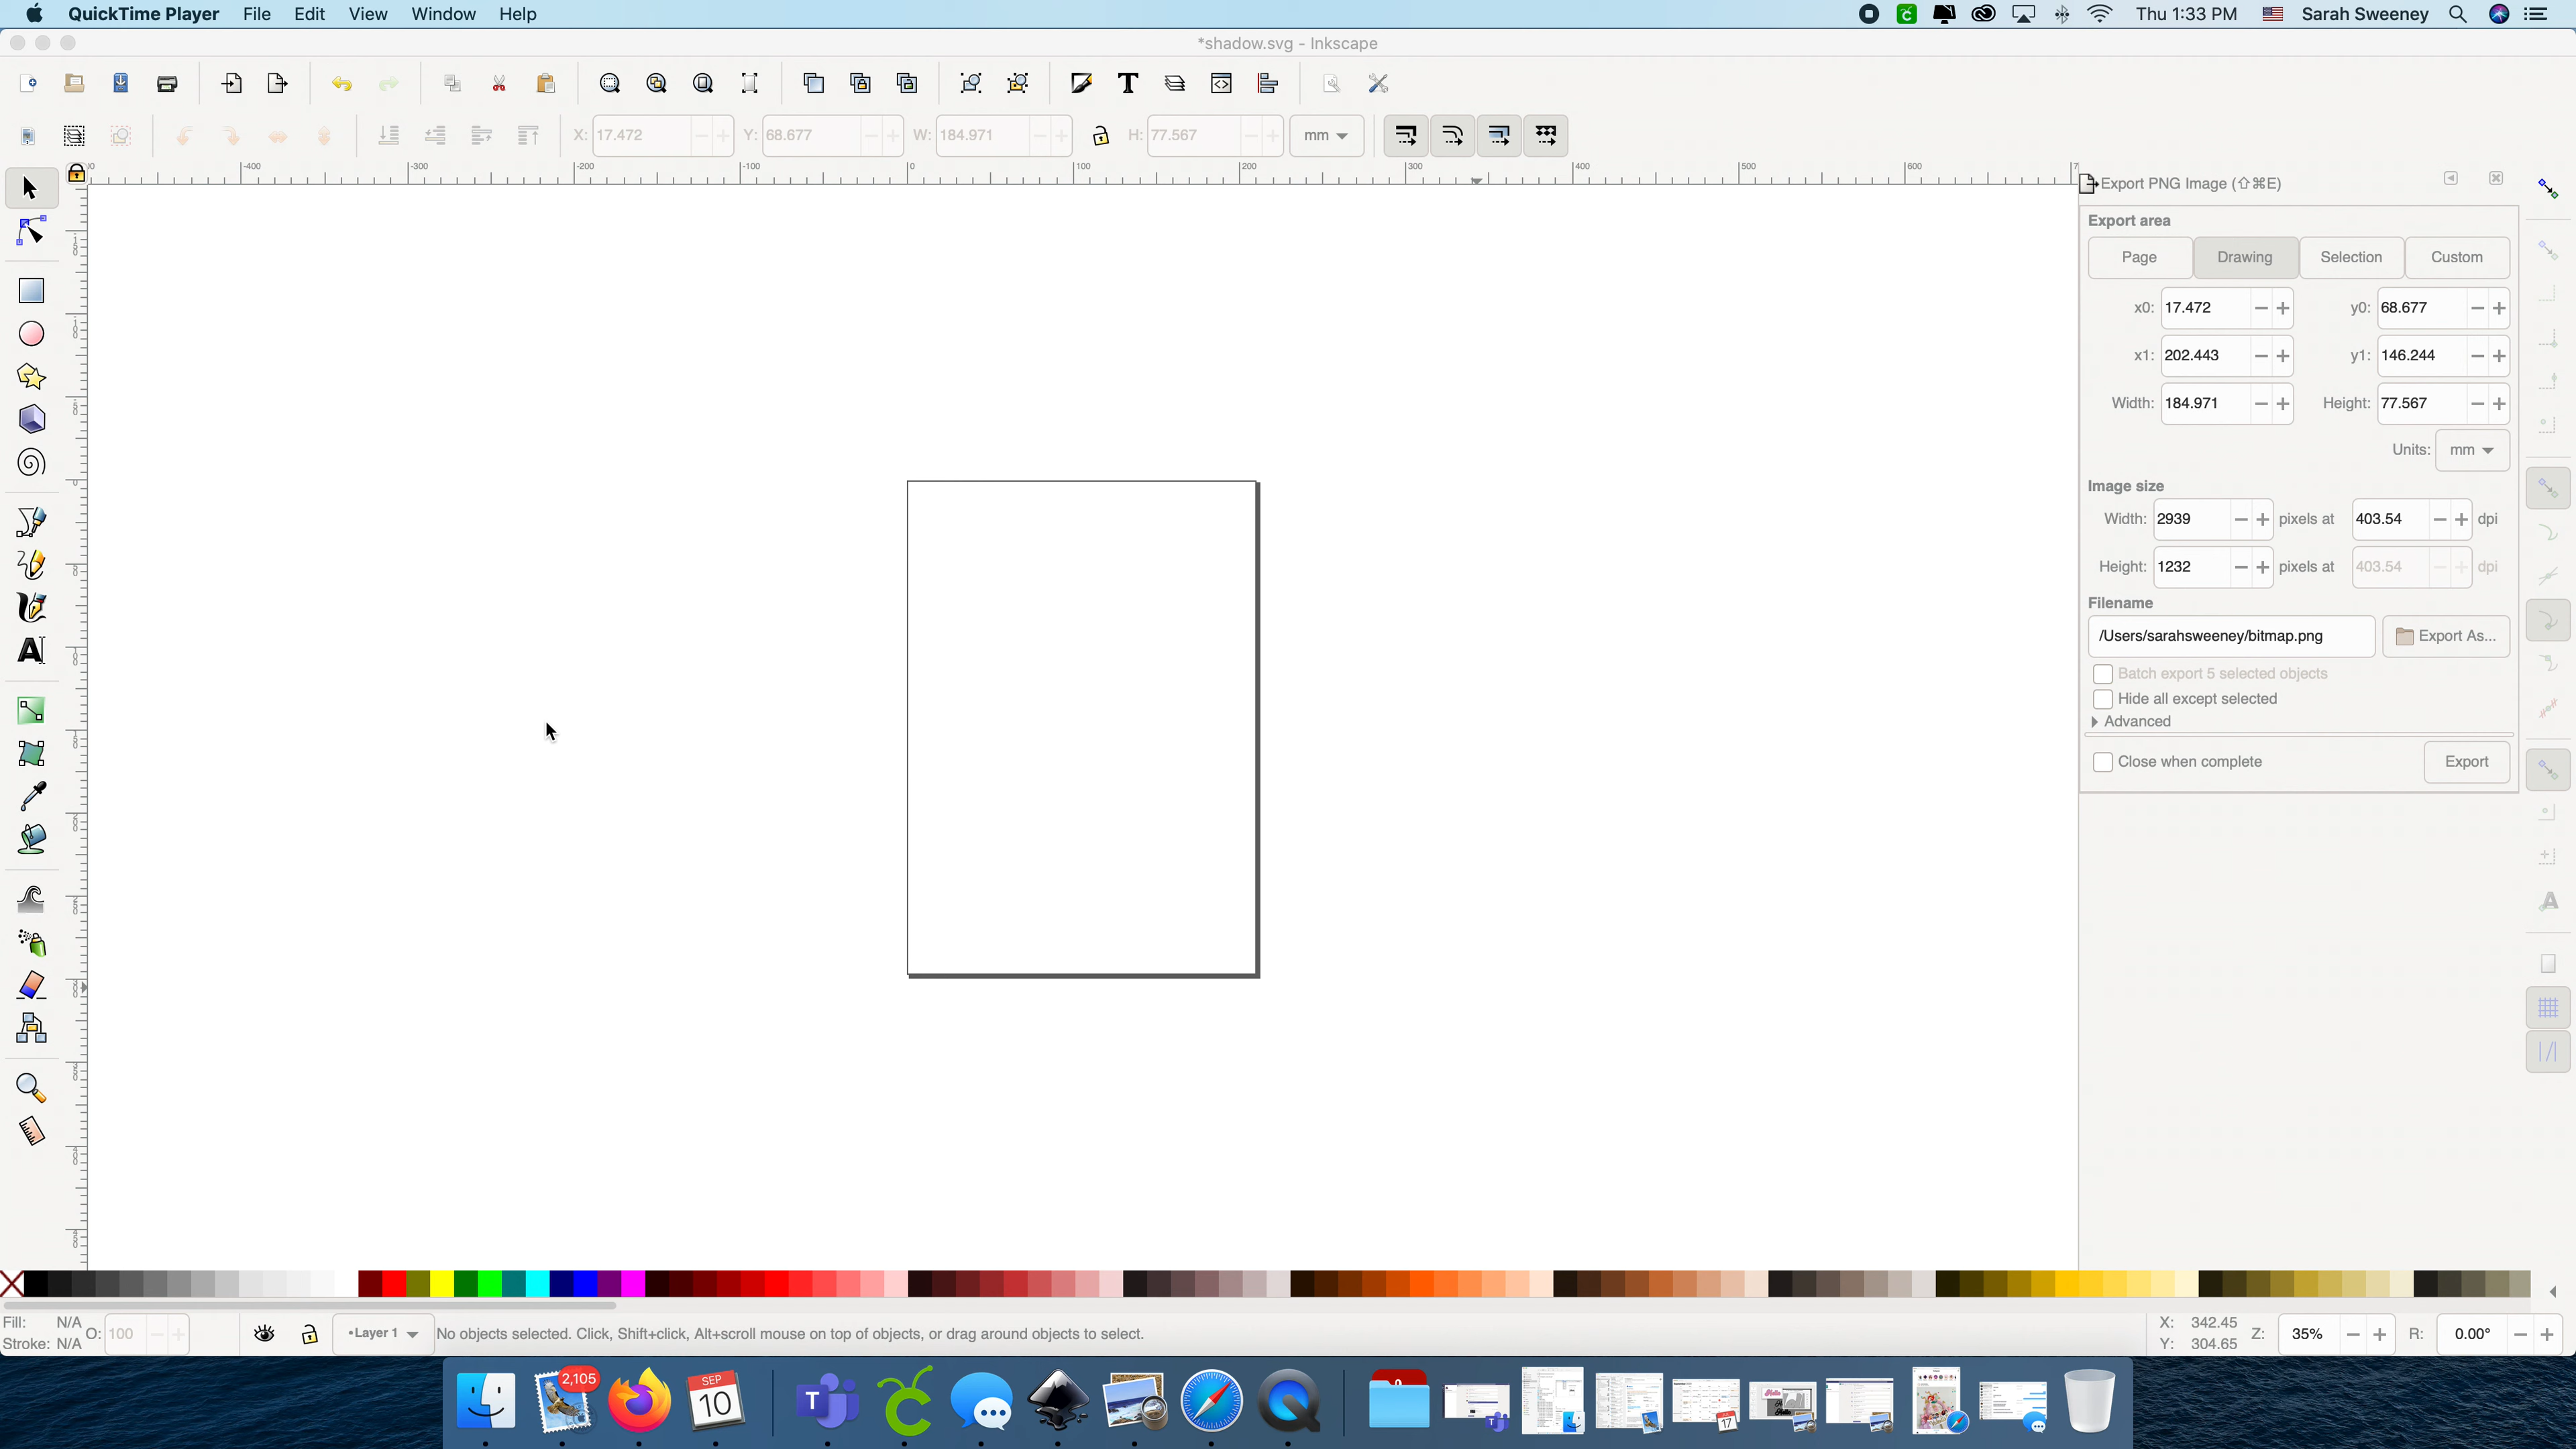 QuickTime Player File Edit View Window Help Thu 1:33 PM Sarah Sweeney
*shadow.svg - Inkscape
X: 17.472 Y: 68.677 W: 184.971 H: 77.567 mm
-400 -300 -200 -100 0 100 200 300 400 500 600
Export PNG Image (⇧⌘E)
Export area
Page Drawing Selection Custom
x0: 17.472 y0: 68.677
x1: 202.443 y1: 146.244
Width: 184.971 Height: 77.567
Units: mm
Image size
Width: 2939 pixels at 403.54 dpi
Height: 1232 pixels at 403.54 dpi
Filename
/Users/sarahsweeney/bitmap.png Export As...
Batch export 5 selected objects
Hide all except selected
Advanced
Close when complete Export
Fill: N/A
Stroke: N/A
O: 100 •Layer 1 No objects selected. Click, Shift+click, Alt+scroll mouse on top of objects, or drag around objects to select.
X: 342.45
Y: 304.65
Z: 35% R: 0.00°
2,105
SEP
10
T
17